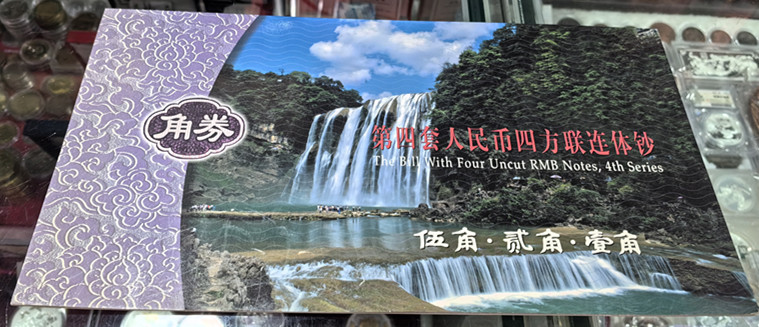 角券
第四套人民币四方联连体钞
The Bill With Four Uncut RMB Notes, 4th Series
伍角·贰角·壹角